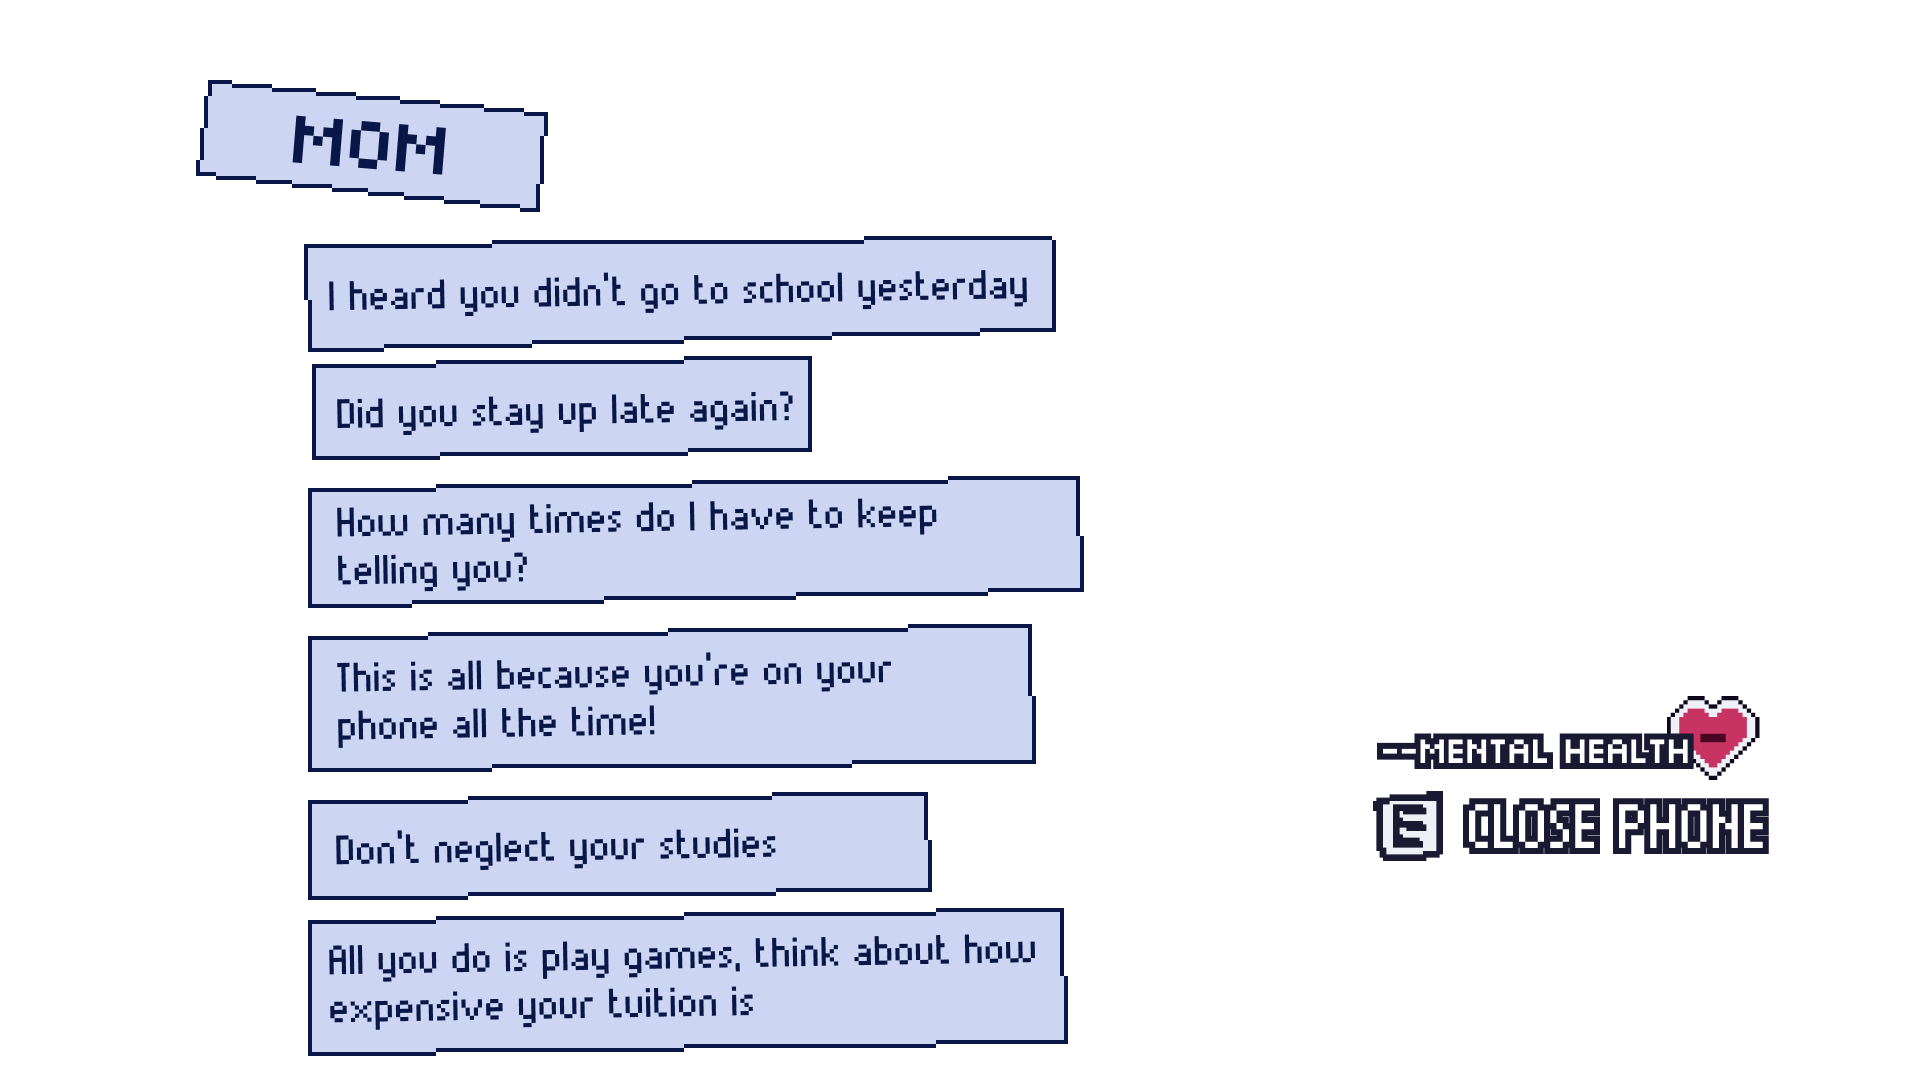 MOM
I heard you didn't go to school yesterday
Did you stay up late again?
How many times do I have to keep
telling you?
This is all because you're on your
phone all the time!
Don't neglect your studies
All you do is play games, think about how
expensive your tuition is
--MENTAL HEALTH
E CLOSE PHONE